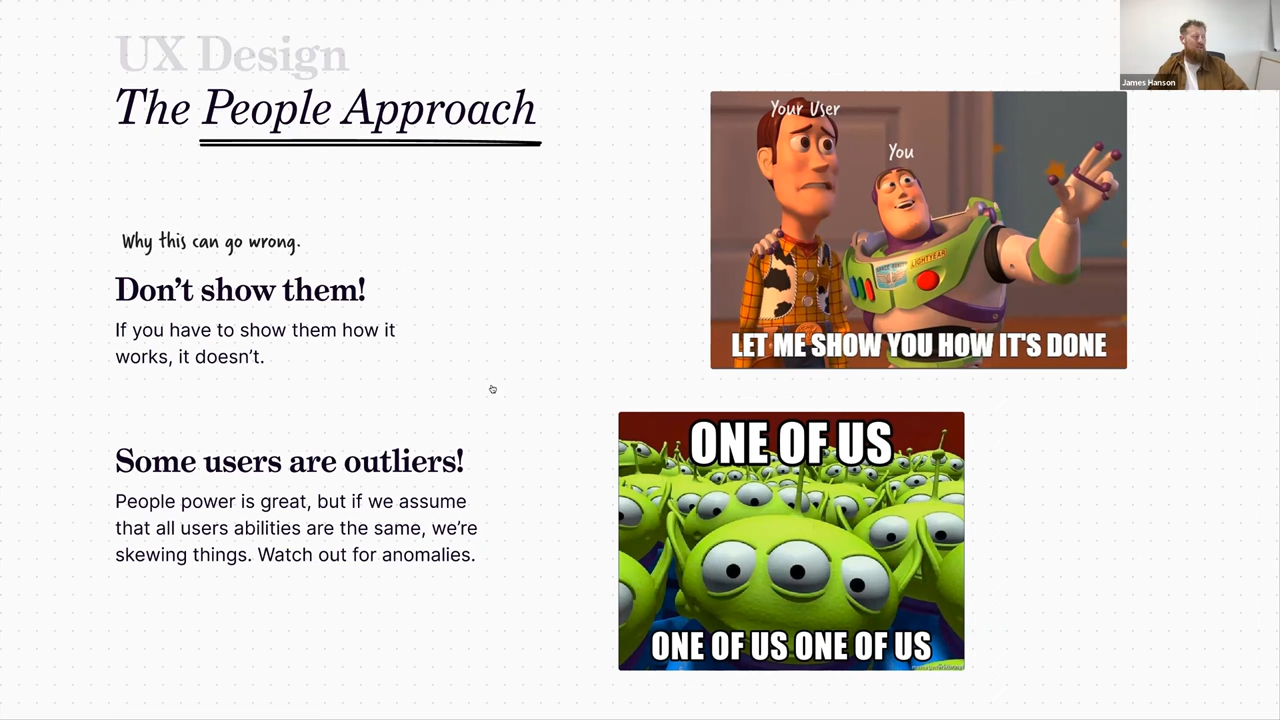 UX Design
The People Approach
Why this can go wrong.
Don't show them!
If you have to show them how it
works, it doesn't.
Some users are outliers!
People power is great, but if we assume
that all users abilities are the same, we're
skewing things. Watch out for anomalies.
James Hanson
Your User
You
LIGHTYEAR
LET ME SHOW YOU HOW IT'S DONE
ONE OF US
ONE OF US ONE OF US